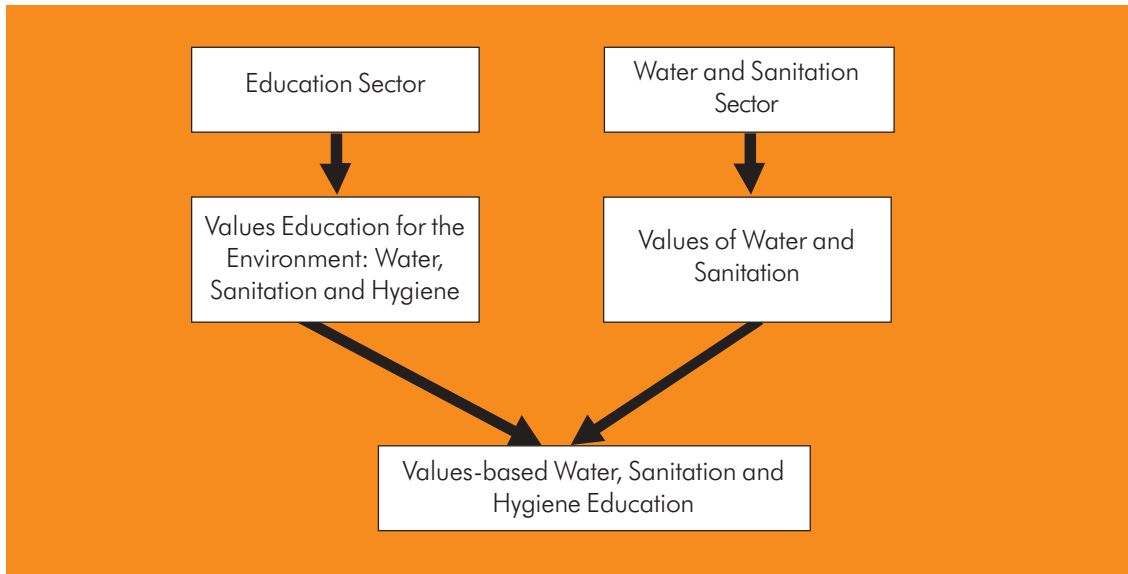 Education Sector
Water and Sanitation
Sector
Values Education for the
Environment: Water,
Sanitation and Hygiene
Values of Water and
Sanitation
Values-based Water, Sanitation and
Hygiene Education